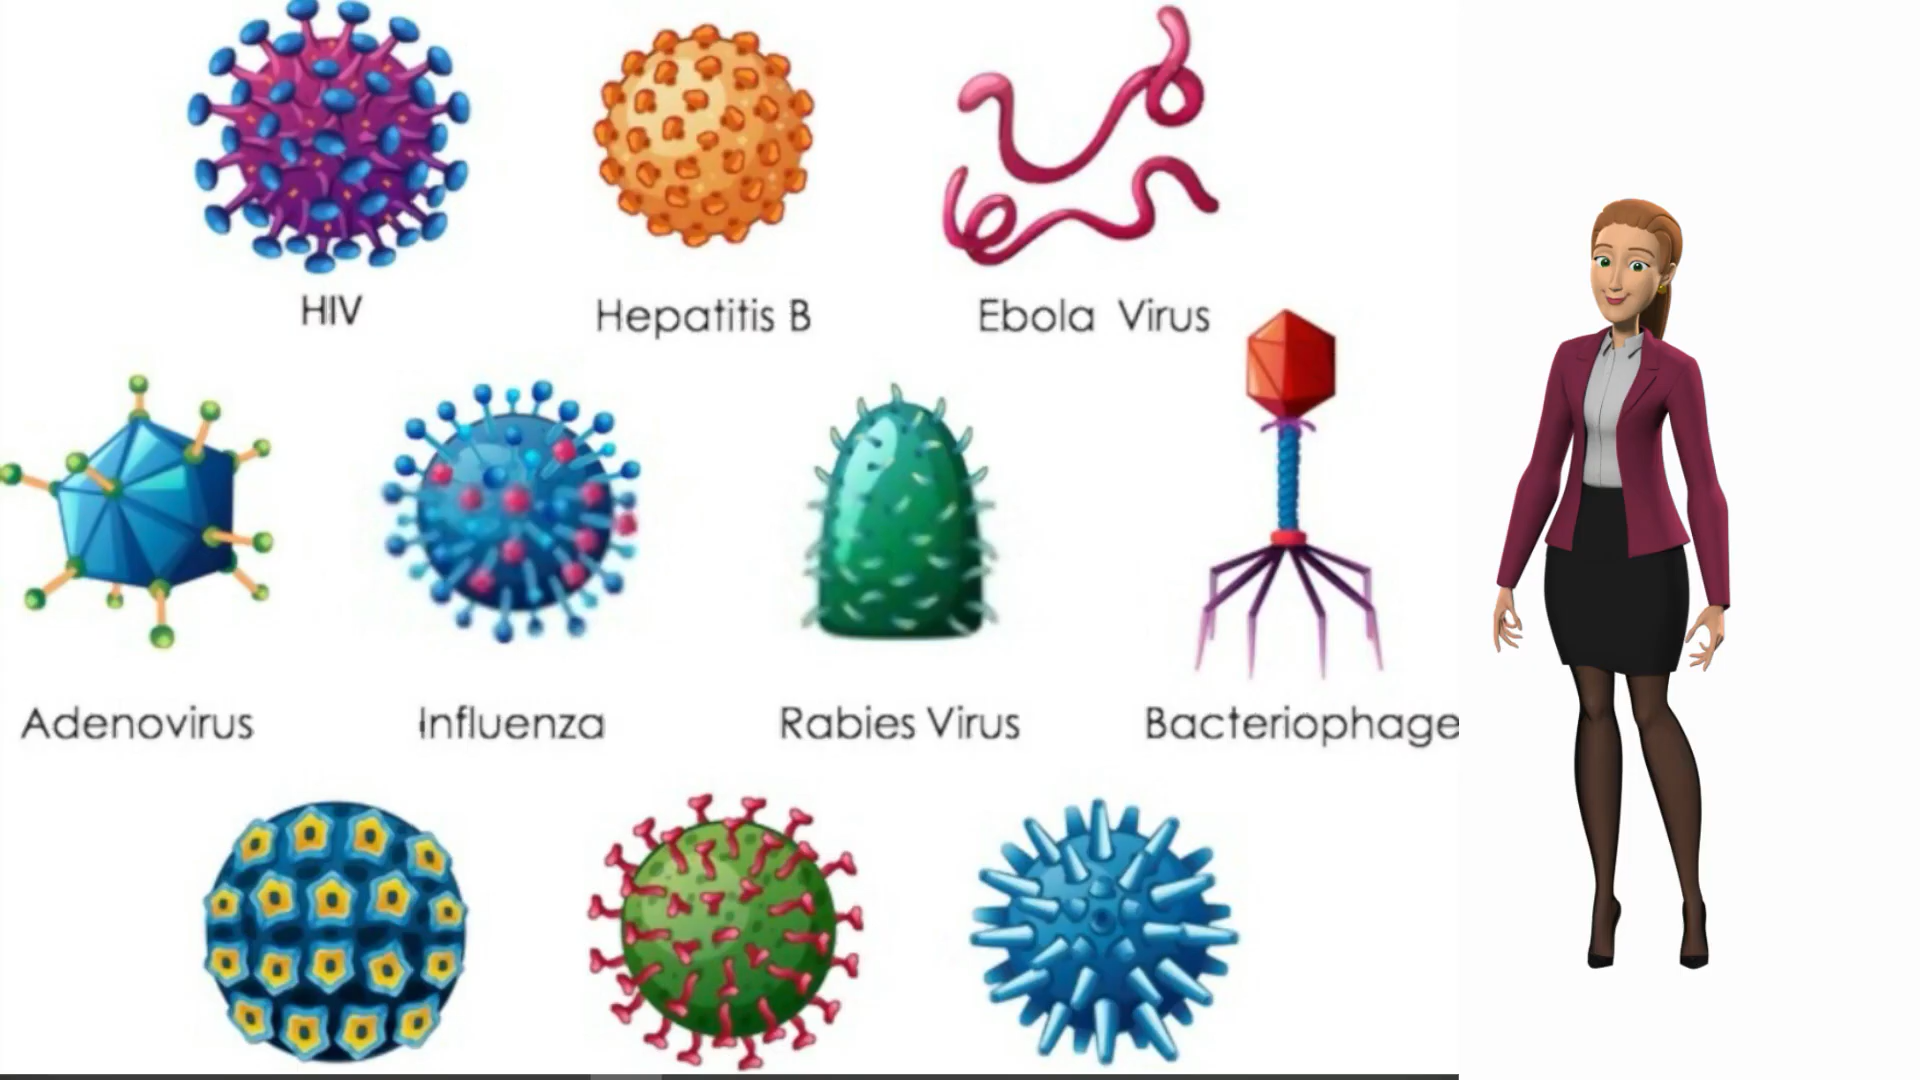 HIV
Hepatitis B
Ebola Virus
Adenovirus
Influenza
Rabies Virus
Bacteriophage